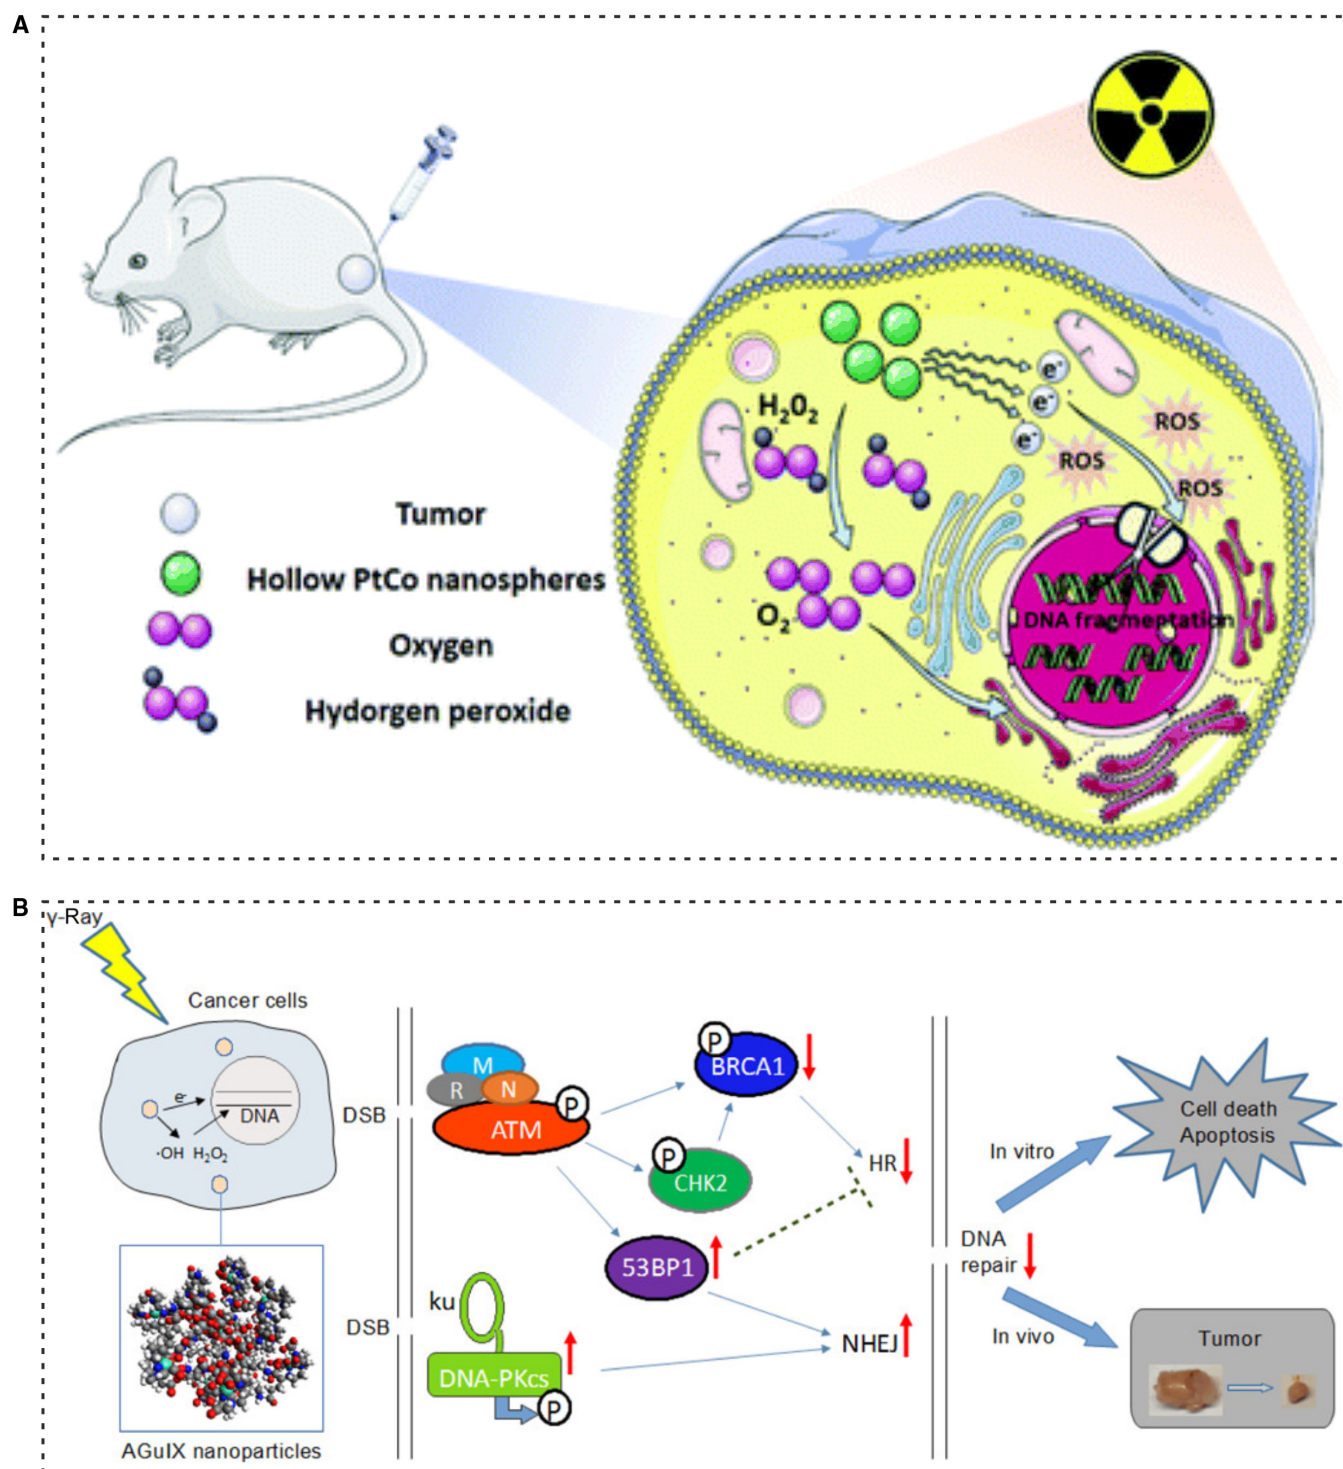 A
H₂0₂
e⁻
e⁻
e⁻
ROS
ROS
ROS
Tumor
Hollow PtCo nanospheres
Oxygen
Hydorgen peroxide
O₂
DNA fragmeptation
B
γ-Ray
Cancer cells
e⁻
DNA
·OH H₂O₂
AGuIX nanoparticles
DSB
DSB
M
R
N
P
ATM
P
BRCA1
P
CHK2
HR
53BP1
ku
NHEJ
DNA-PKcs
P
DNA
repair
In vitro
In vivo
Cell death
Apoptosis
Tumor